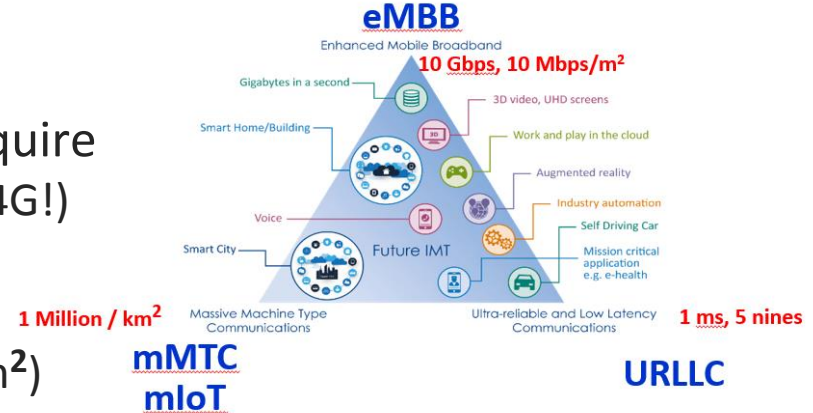 eMBB
Enhanced Mobile Broadband
10 Gbps, 10 Mbps/m²
Gigabytes in a second
3D video, UHD screens
3D
Smart Home/Building
quire
Work and play in the cloud
Augmented reality
4G!)
Industry automation
Voice
Self Driving Car
Smart City
Future IMT
Mission critical
application
e.g. e-health
1 Million / km²
Massive Machine Type
Communications
Ultra-reliable and Low Latency
Communications
1 ms, 5 nines
²)
mMTC
mIoT
URLLC